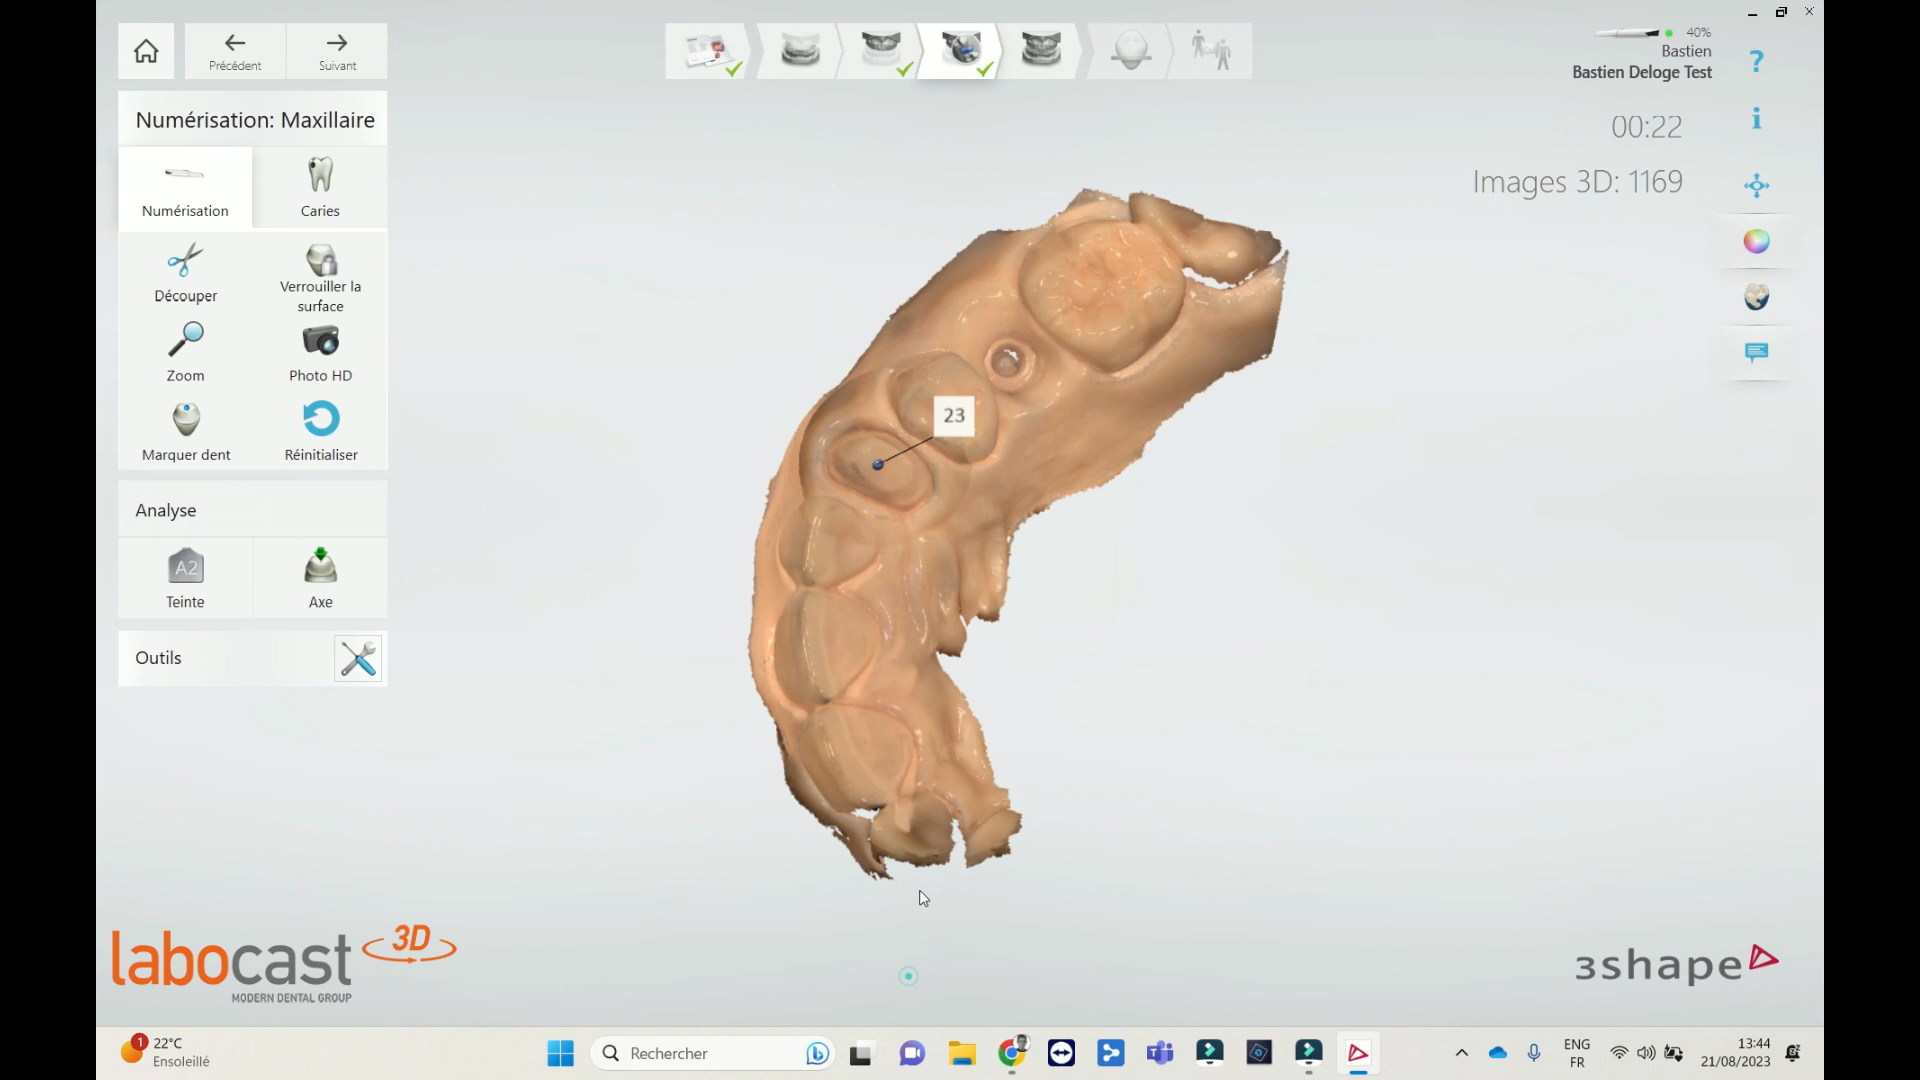 Précédent
Suivant
40%
Bastien
Bastien Deloge Test
00:22
Images 3D: 1169
Numérisation: Maxillaire
Numérisation
Caries
Découper
Verrouiller la
surface
Zoom
Photo HD
Marquer dent
Réinitialiser
Analyse
A2
Teinte
Axe
Outils
23
?
i
labocast 3D
MODERN DENTAL GROUP
3shape
1
22°C
Ensoleillé
Rechercher
ENG
FR
13:44
21/08/2023